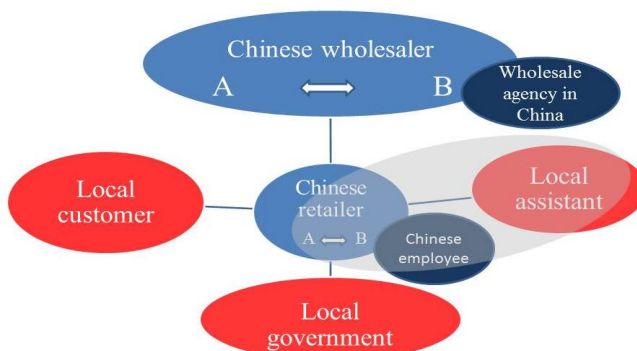 Chinese wholesaler
A B
Wholesale
agency in
China
Local
customer
Chinese
retailer
A B
Local
assistant
Chinese
employee
Local
government